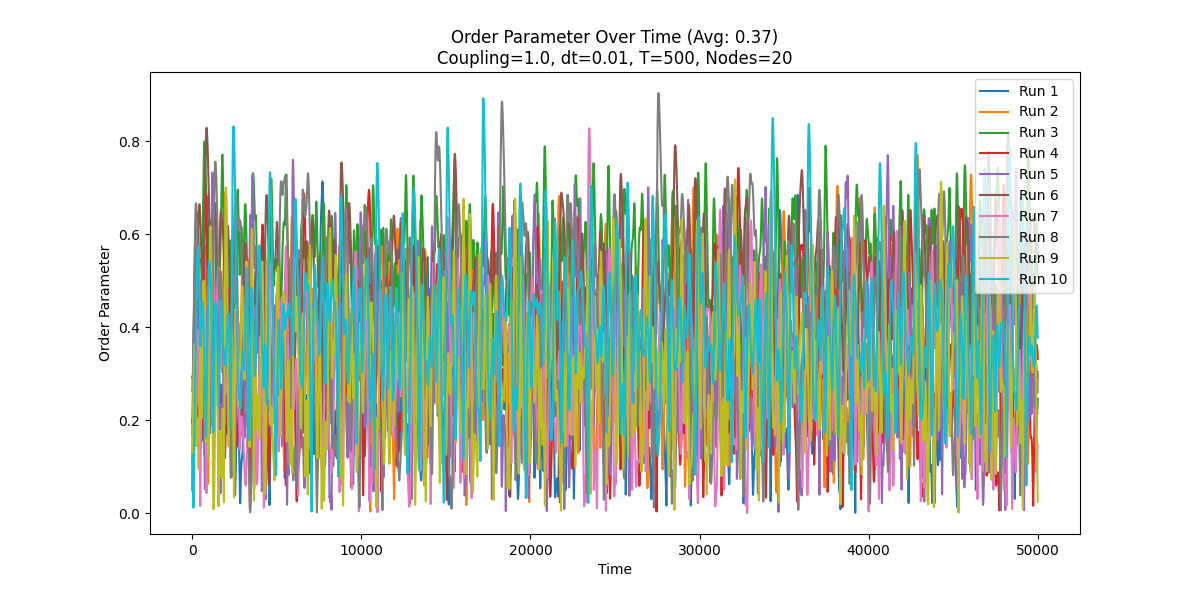 Order Parameter Over Time (Avg: 0.37)
Coupling=1.0, dt=0.01, T=500, Nodes=20
Order Parameter
0.8
0.6
0.4
0.2
0.0
0
10000
20000
30000
40000
50000
Time
Run 1
Run 2
Run 3
Run 4
Run 5
Run 6
Run 7
Run 8
Run 9
Run 10